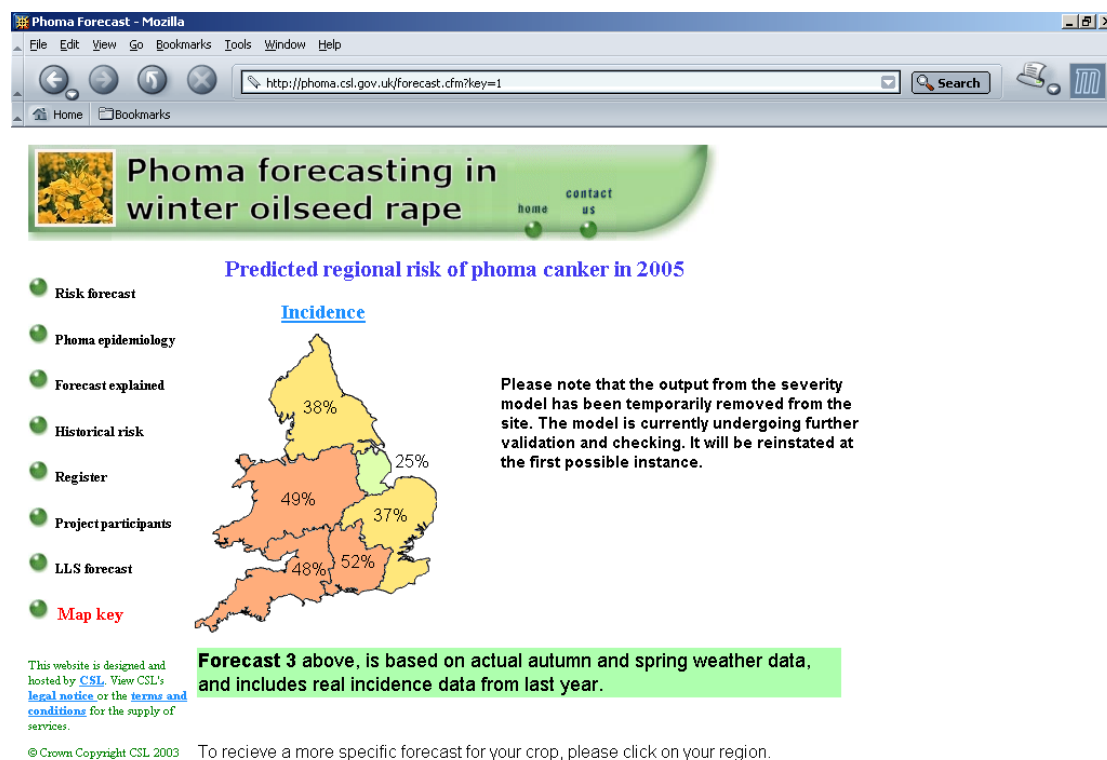 Phoma Forecast - Mozilla
File Edit View Go Bookmarks Tools Window Help
http://phoma.csl.gov.uk/forecast.cfm?key=1
Search
Home Bookmarks
Phoma forecasting in
winter oilseed rape
home
contact
us
Predicted regional risk of phoma canker in 2005
Risk forecast
Phoma epidemiology
Forecast explained
Historical risk
Register
Project participants
LLS forecast
Map key
Incidence
38%
25%
49%
37%
48%
52%
Please note that the output from the severity
model has been temporarily removed from the
site. The model is currently undergoing further
validation and checking. It will be reinstated at
the first possible instance.
Forecast 3 above, is based on actual autumn and spring weather data,
and includes real incidence data from last year.
This website is designed and
hosted by CSL. View CSL's
legal notice or the terms and
conditions for the supply of
services.
© Crown Copyright CSL 2003
To recieve a more specific forecast for your crop, please click on your region.